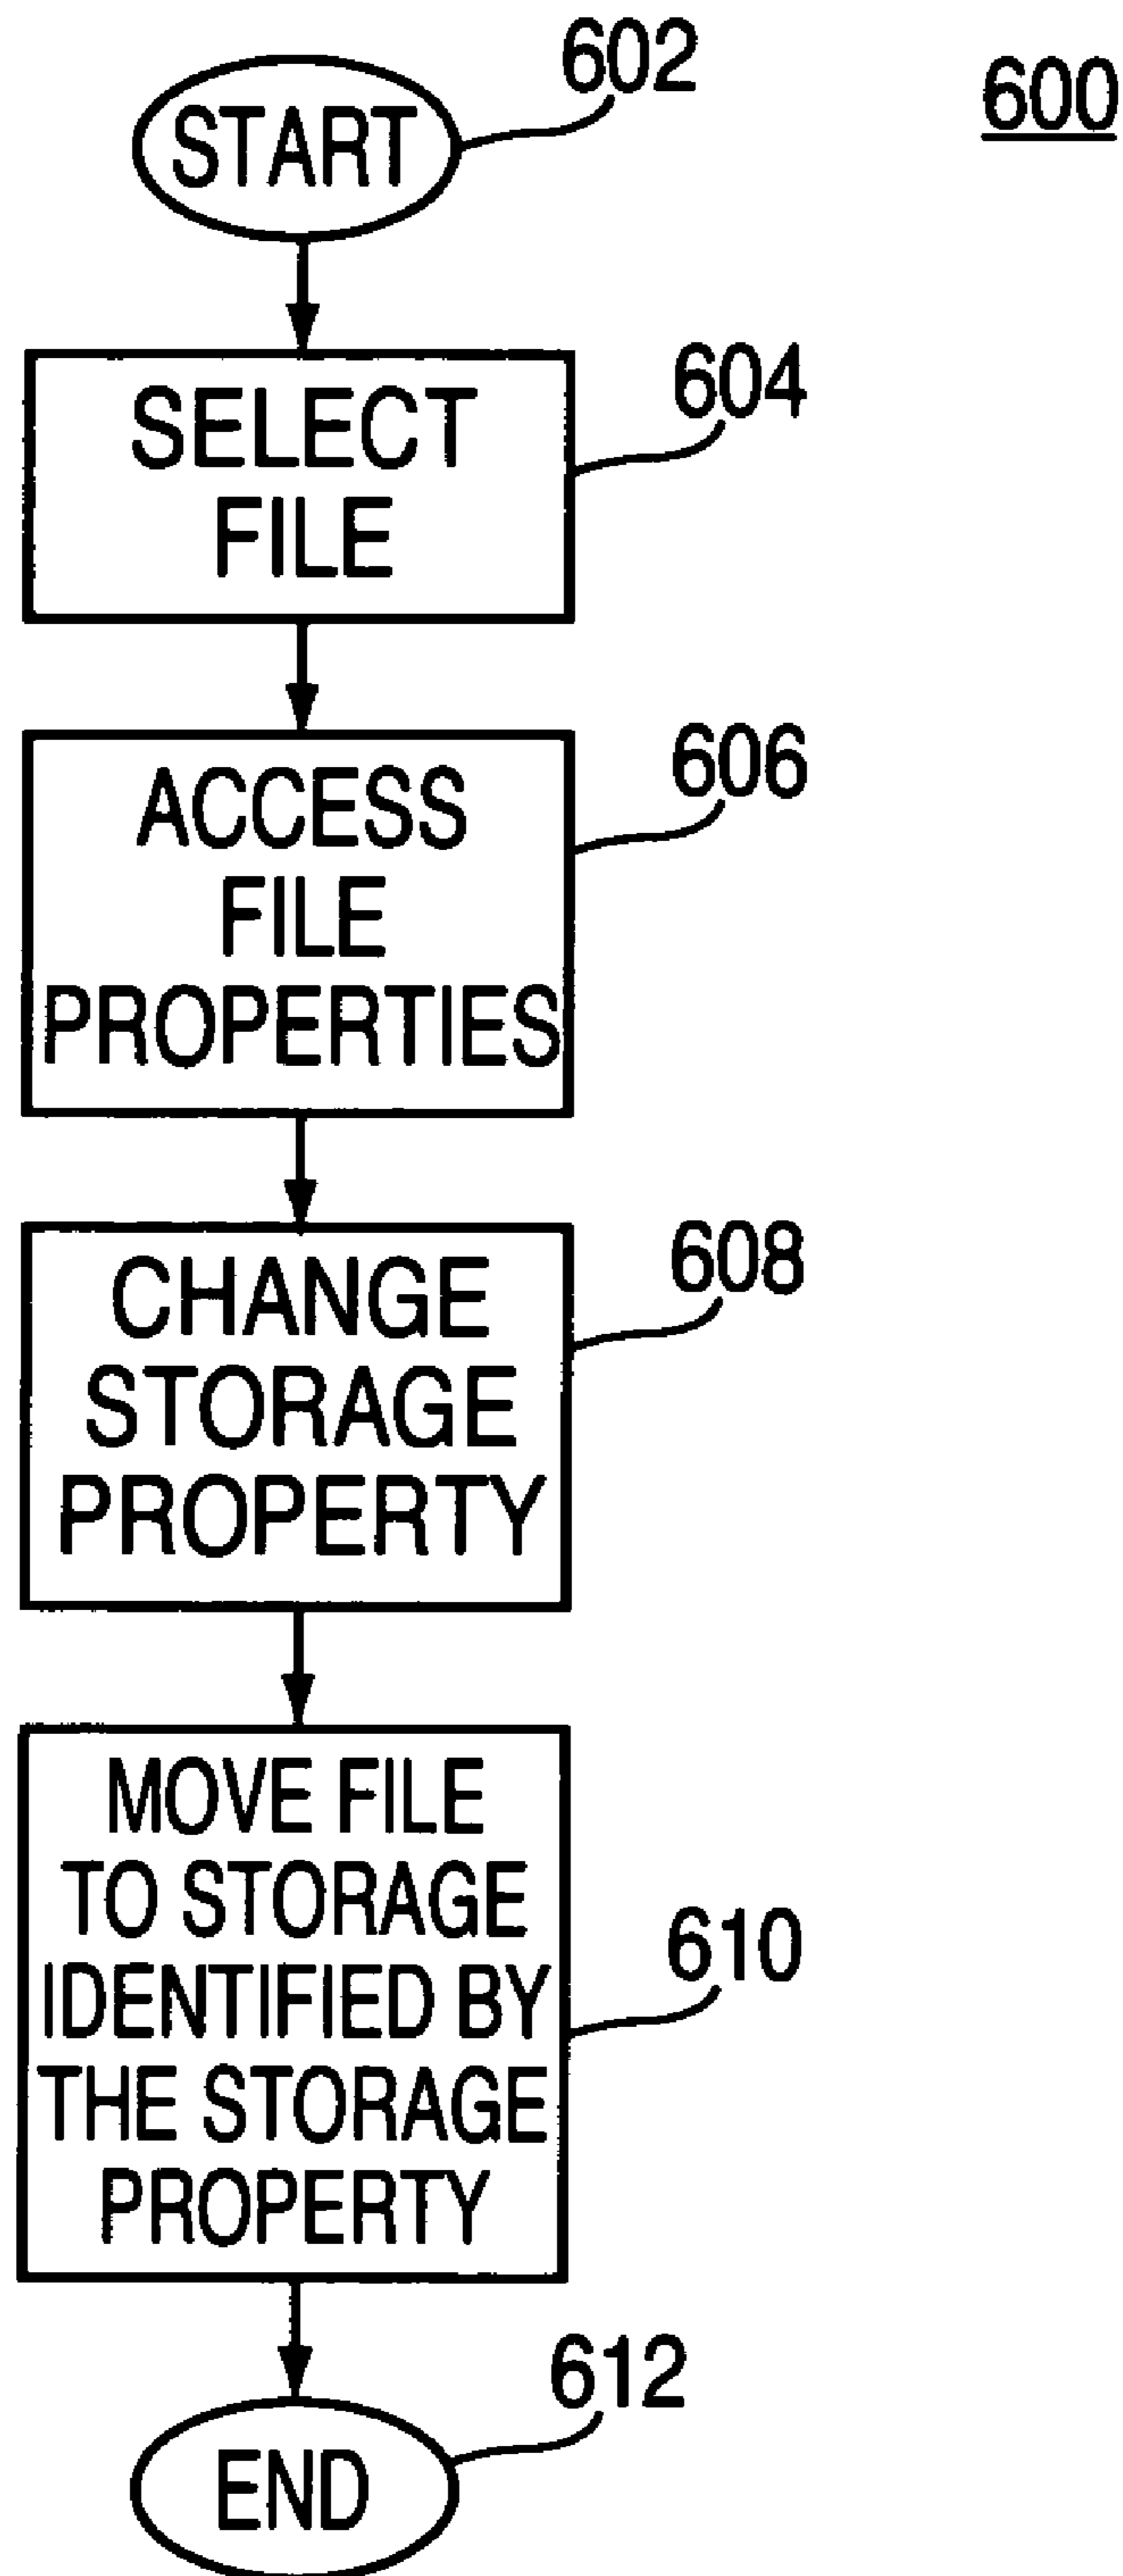 602
600
START
604
SELECT
FILE
606
ACCESS
FILE
PROPERTIES
608
CHANGE
STORAGE
PROPERTY
MOVE FILE
TO STORAGE
610
IDENTIFIED BY
THE STORAGE
PROPERTY
612
END